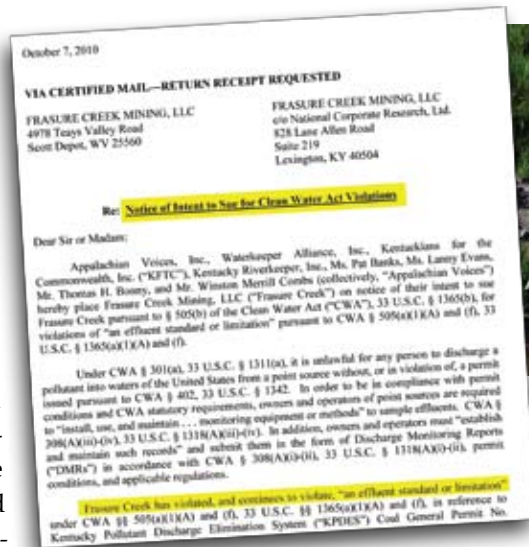 October 7, 2010
VIA CERTIFIED MAIL—RETURN RECEIPT REQUESTED
FRASURE CREEK MINING, LLC
4978 Teays Valley Road
Scott Depot, WV 25560
FRASURE CREEK MINING, LLC
c/o National Corporate Research, Ltd.
828 Lane Allen Road
Suite 219
Lexington, KY 40504
Re: Notice of Intent to Sue for Clean Water Act Violations
Dear Sir or Madam:
Appalachian Voices, Inc., Waterkeeper Alliance, Inc., Kentuckians for the
Commonwealth, Inc. ("KFTC"), Kentucky Riverkeeper, Inc., Ms. Pat Banks, Ms. Lanny Evans,
Mr. Thomas H. Bonny, and Mr. Winston Merrill Combs (collectively, "Appalachian Voices")
hereby place Frasure Creek Mining, LLC ("Frasure Creek") on notice of their intent to sue
Frasure Creek pursuant to § 505(b) of the Clean Water Act ("CWA"), 33 U.S.C. § 1365(b), for
violations of "an effluent standard or limitation" pursuant to CWA § 505(a)(1)(A) and (f), 33
U.S.C. § 1365(a)(1)(A) and (f).
Under CWA § 301(a), 33 U.S.C. § 1311(a), it is unlawful for any person to discharge a
pollutant into waters of the United States from a point source without, or in violation of, a permit
issued pursuant to CWA § 402, 33 U.S.C. § 1342. In order to be in compliance with permit
conditions and CWA statutory requirements, owners and operators of point sources are required
to "install, use, and maintain . . . monitoring equipment or methods" to sample effluents. CWA §
308(A)(iii)-(iv), 33 U.S.C. § 1318(A)(iii)-(iv). In addition, owners and operators must "establish
and maintain such records" and submit them in the form of Discharge Monitoring Reports
("DMRs") in accordance with CWA § 308(A)(i)-(ii), 33 U.S.C. § 1318(A)(i)-(ii), permit
conditions, and applicable regulations.
Frasure Creek has violated, and continues to violate, "an effluent standard or limitation"
under CWA §§ 505(a)(1)(A) and (f), 33 U.S.C. § 1365(a)(1)(A) and (f), in reference to
Kentucky Pollutant Discharge Elimination System ("KPDES") Coal General Permit No.